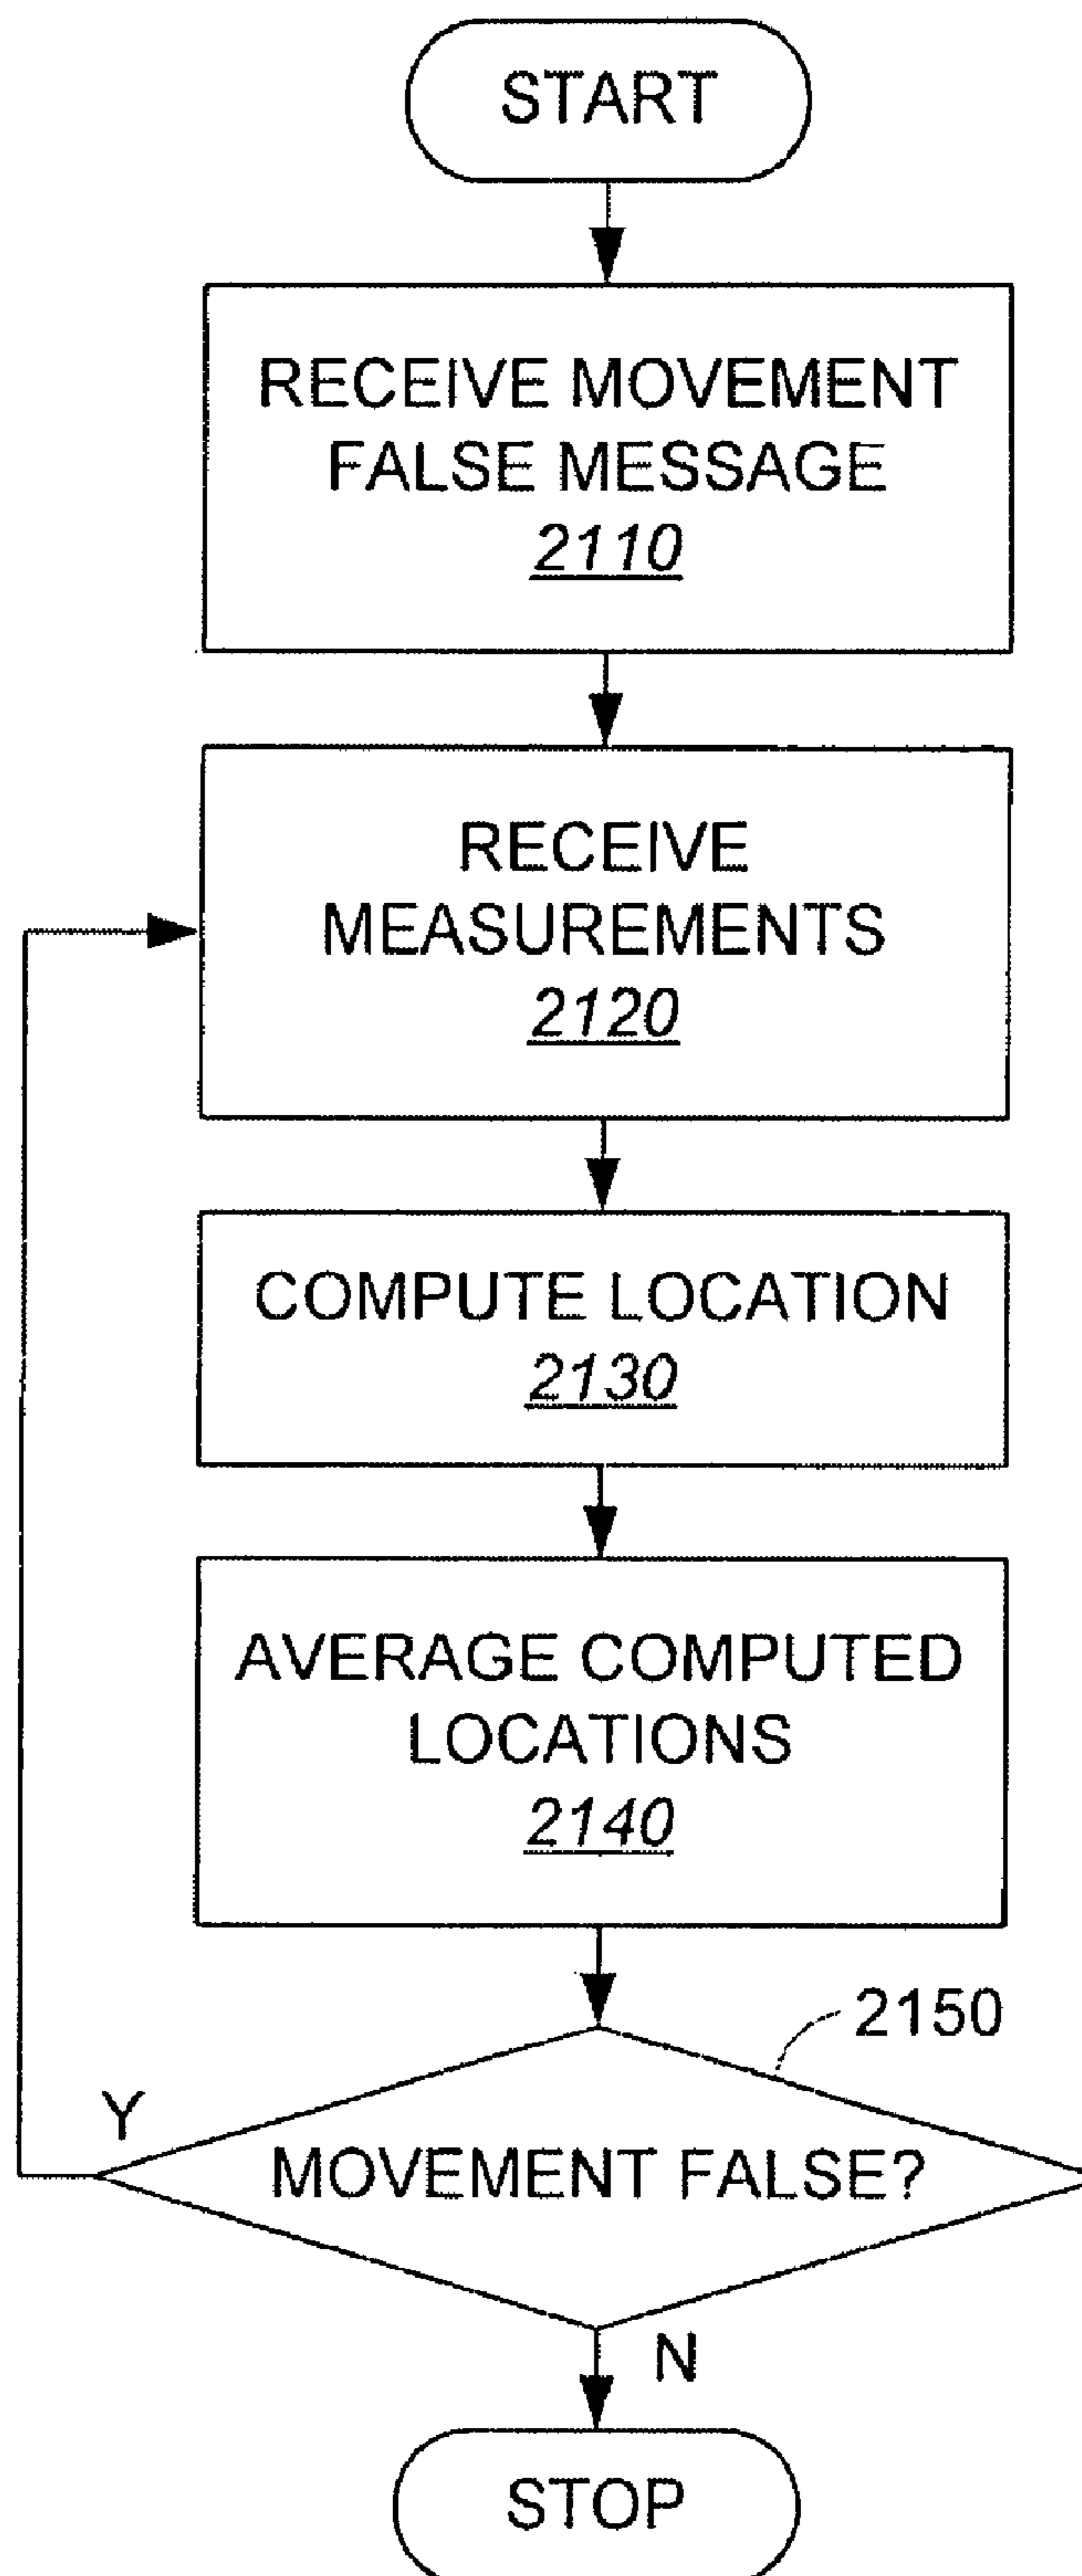 START
RECEIVE MOVEMENT
FALSE MESSAGE
2110
RECEIVE
MEASUREMENTS
2120
COMPUTE LOCATION
2130
AVERAGE COMPUTED
LOCATIONS
2140
2150
Y
MOVEMENT FALSE?
N
STOP